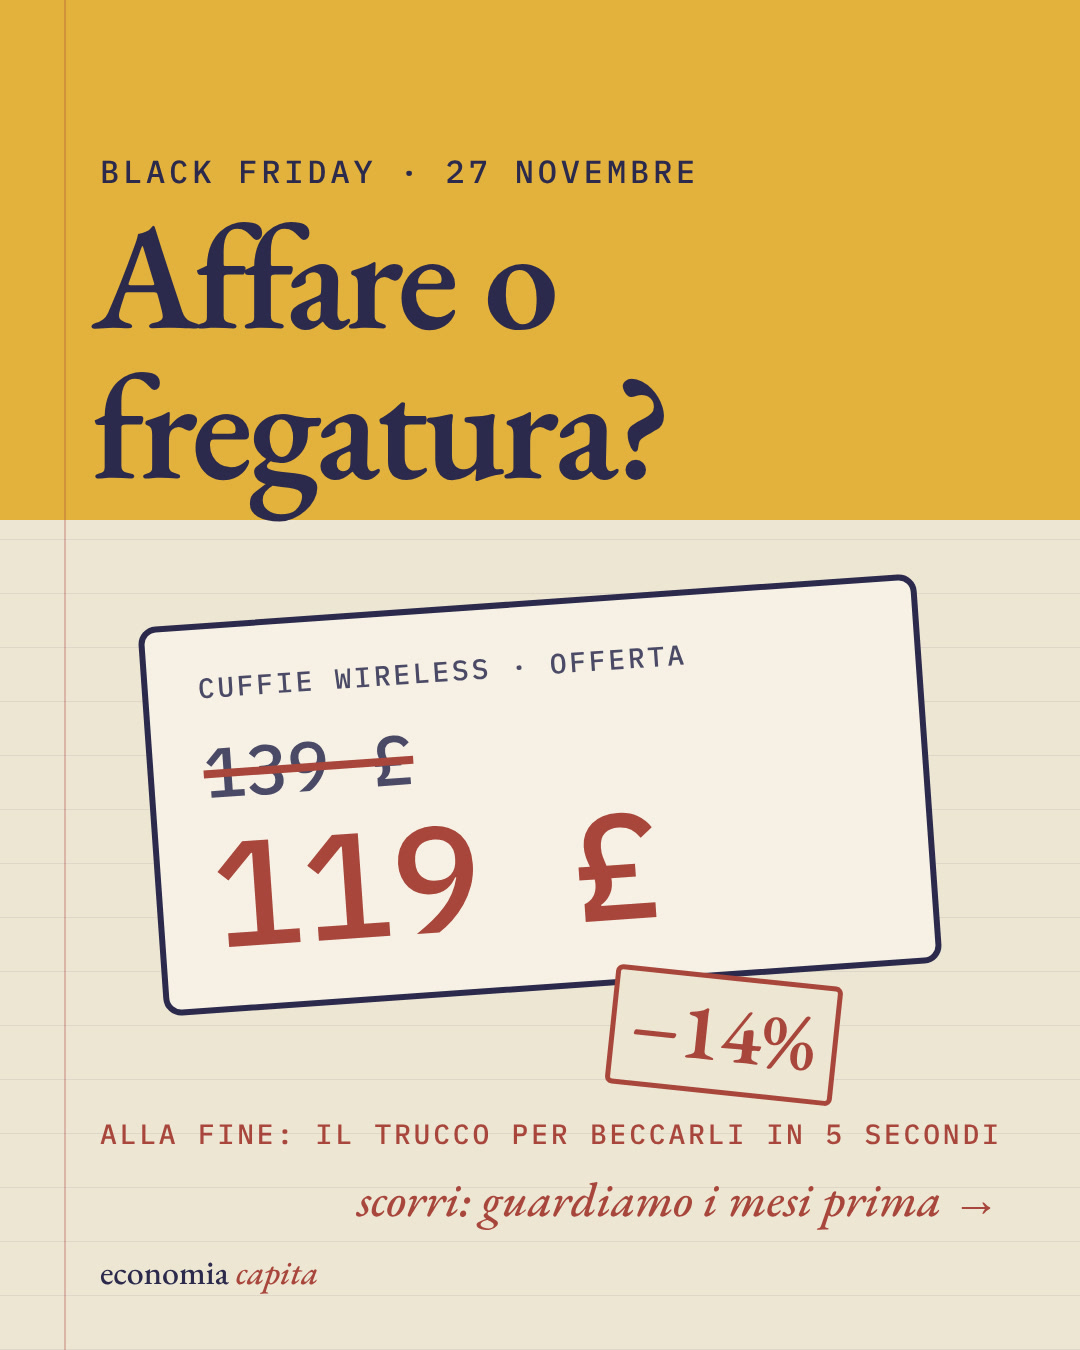 BLACK FRIDAY · 27 NOVEMBRE
Affare o
fregatura?
CUFFIE WIRELESS · OFFERTA
139 £
119 £
−14%
ALLA FINE: IL TRUCCO PER BECCARLI IN 5 SECONDI
scorri: guardiamo i mesi prima →
economia capita